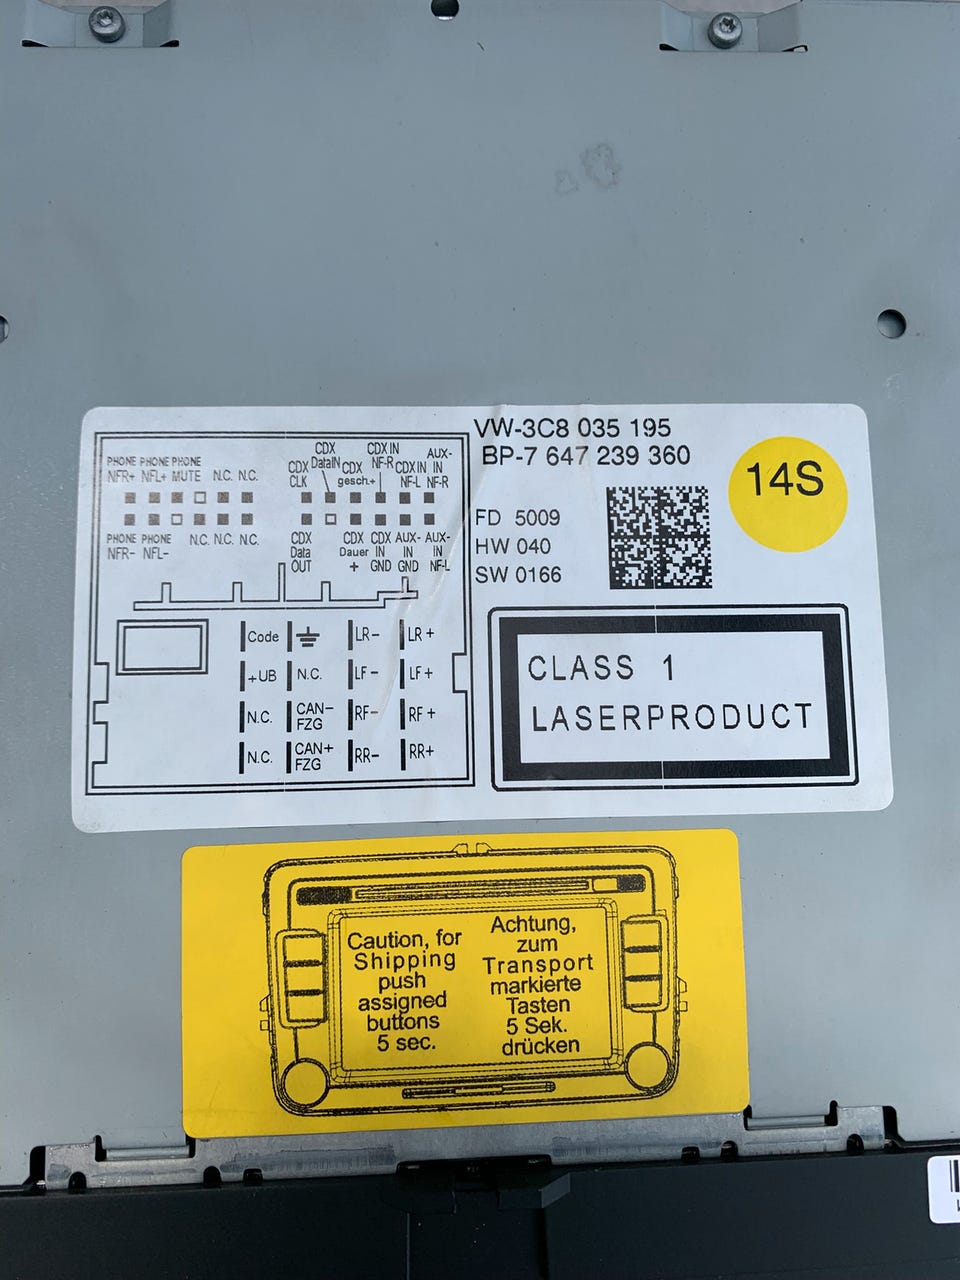 VW-3C8 035 195
BP-7 647 239 360
14S
FD 5009
HW 040
SW 0166
PHONE PHONE PHONE
NFR+ NFL+ MUTE N.C. N.C.
CDX CLK
CDX DataIN
CDX gesch.+
CDX IN NF-R
CDX IN NF-L
AUX-IN NF-R
PHONE PHONE
NFR- NFL-
N.C. N.C. N.C.
CDX Data OUT
CDX Dauer +
CDX IN GND
AUX-IN GND
AUX-IN NF-L
Code LR- LR+
+UB N.C. LF- LF+
N.C. CAN- FZG RF- RF+
N.C. CAN+ FZG RR- RR+
CLASS 1
LASERPRODUCT
Caution, for
Shipping
push
assigned
buttons
5 sec.
Achtung,
zum
Transport
markierte
Tasten
5 Sek.
drücken